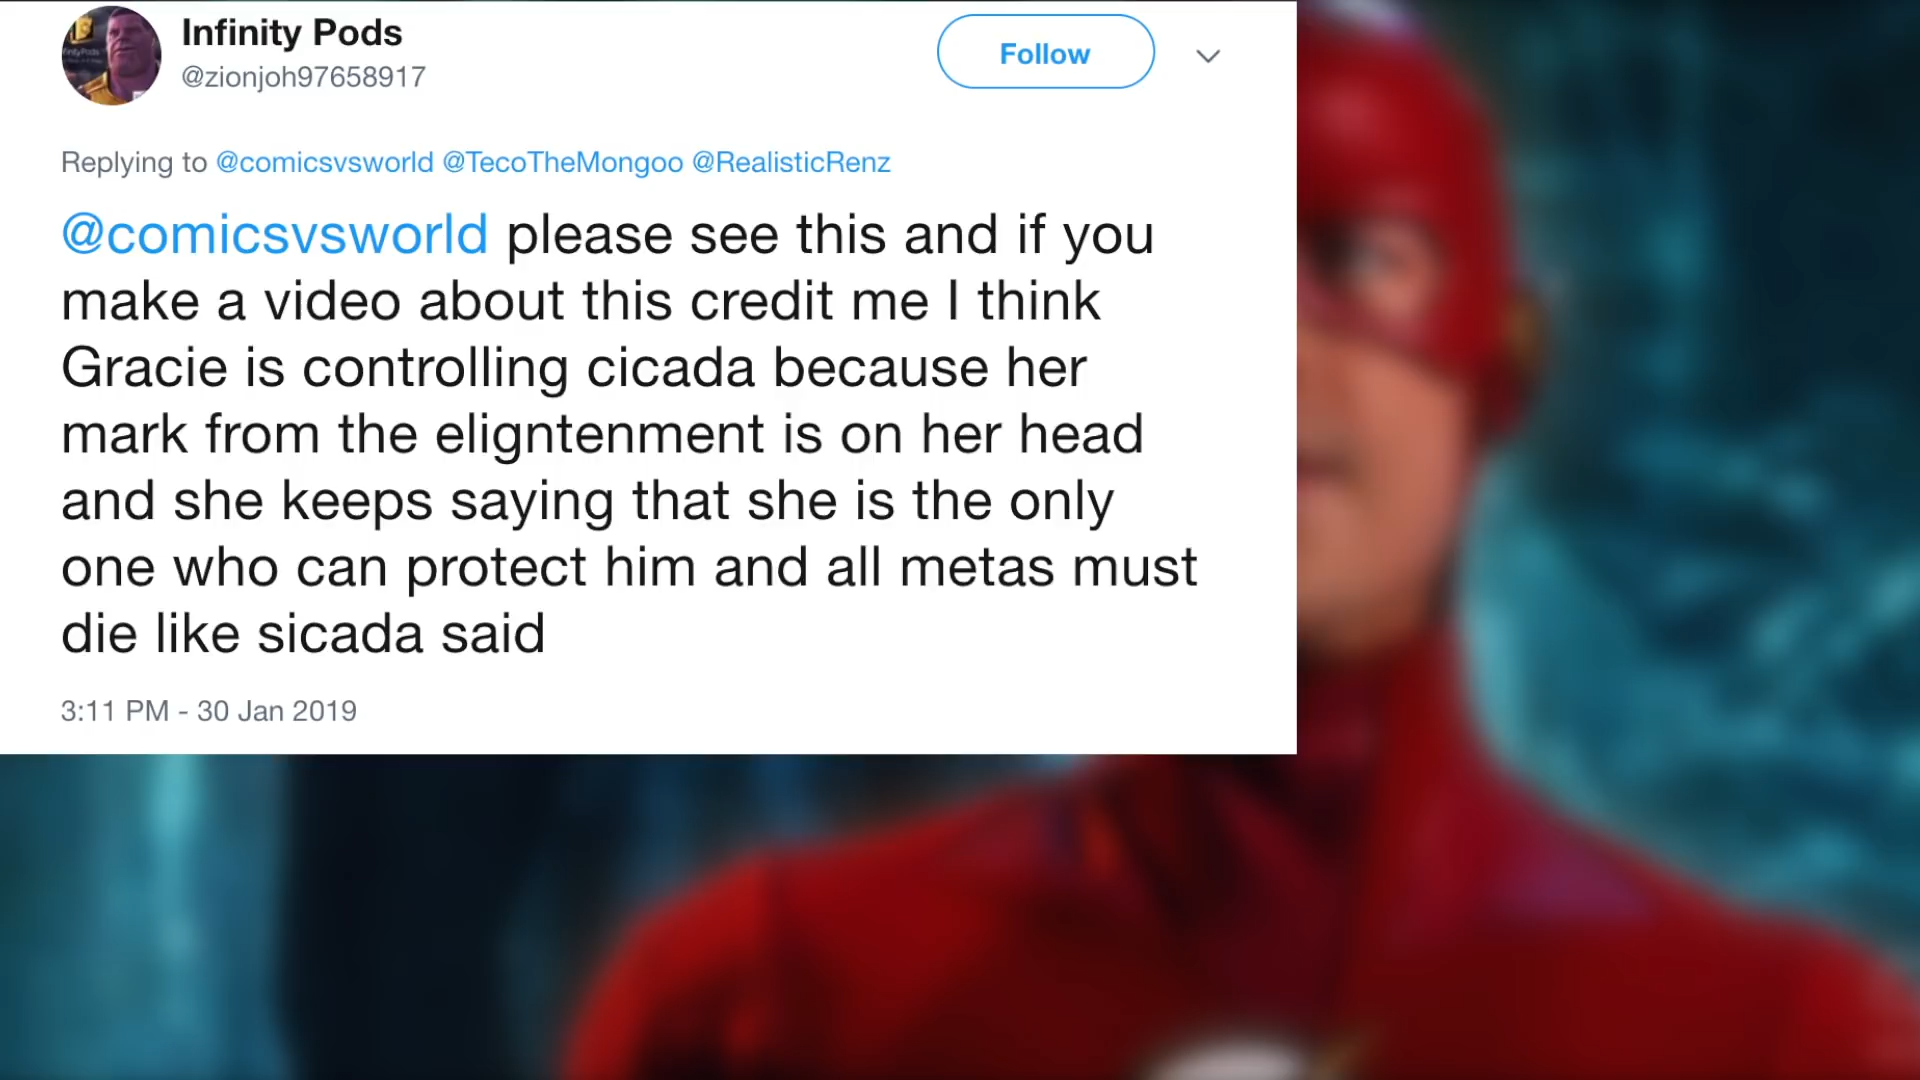 Infinity Pods
@zionjoh97658917
Follow
Replying to @comicsvsworld @TecoTheMongoo @RealisticRenz
@comicsvsworld please see this and if you
make a video about this credit me I think
Gracie is controlling cicada because her
mark from the eligntenment is on her head
and she keeps saying that she is the only
one who can protect him and all metas must
die like sicada said
3:11 PM - 30 Jan 2019